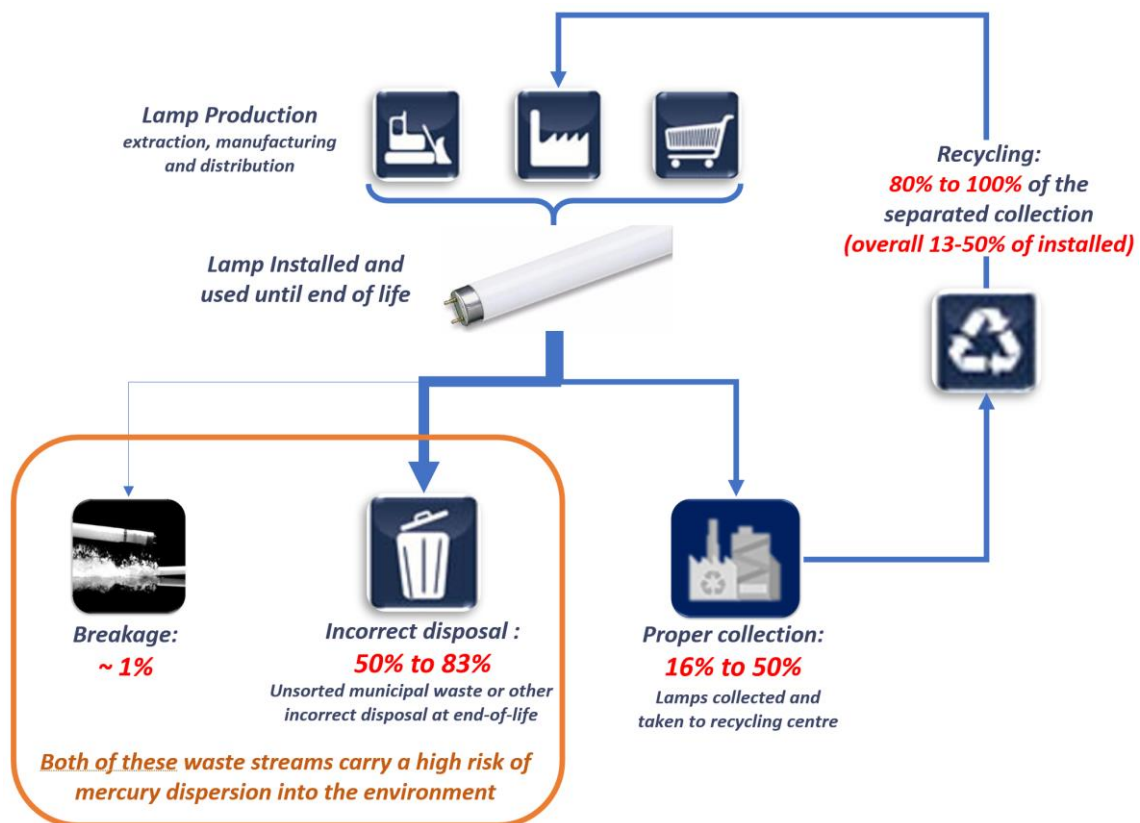 Lamp Production
extraction, manufacturing
and distribution
Recycling:
80% to 100% of the
separated collection
(overall 13-50% of installed)
Lamp Installed and
used until end of life
Breakage:
~ 1%
Incorrect disposal :
50% to 83%
Unsorted municipal waste or other
incorrect disposal at end-of-life
Proper collection:
16% to 50%
Lamps collected and
taken to recycling centre
Both of these waste streams carry a high risk of
mercury dispersion into the environment